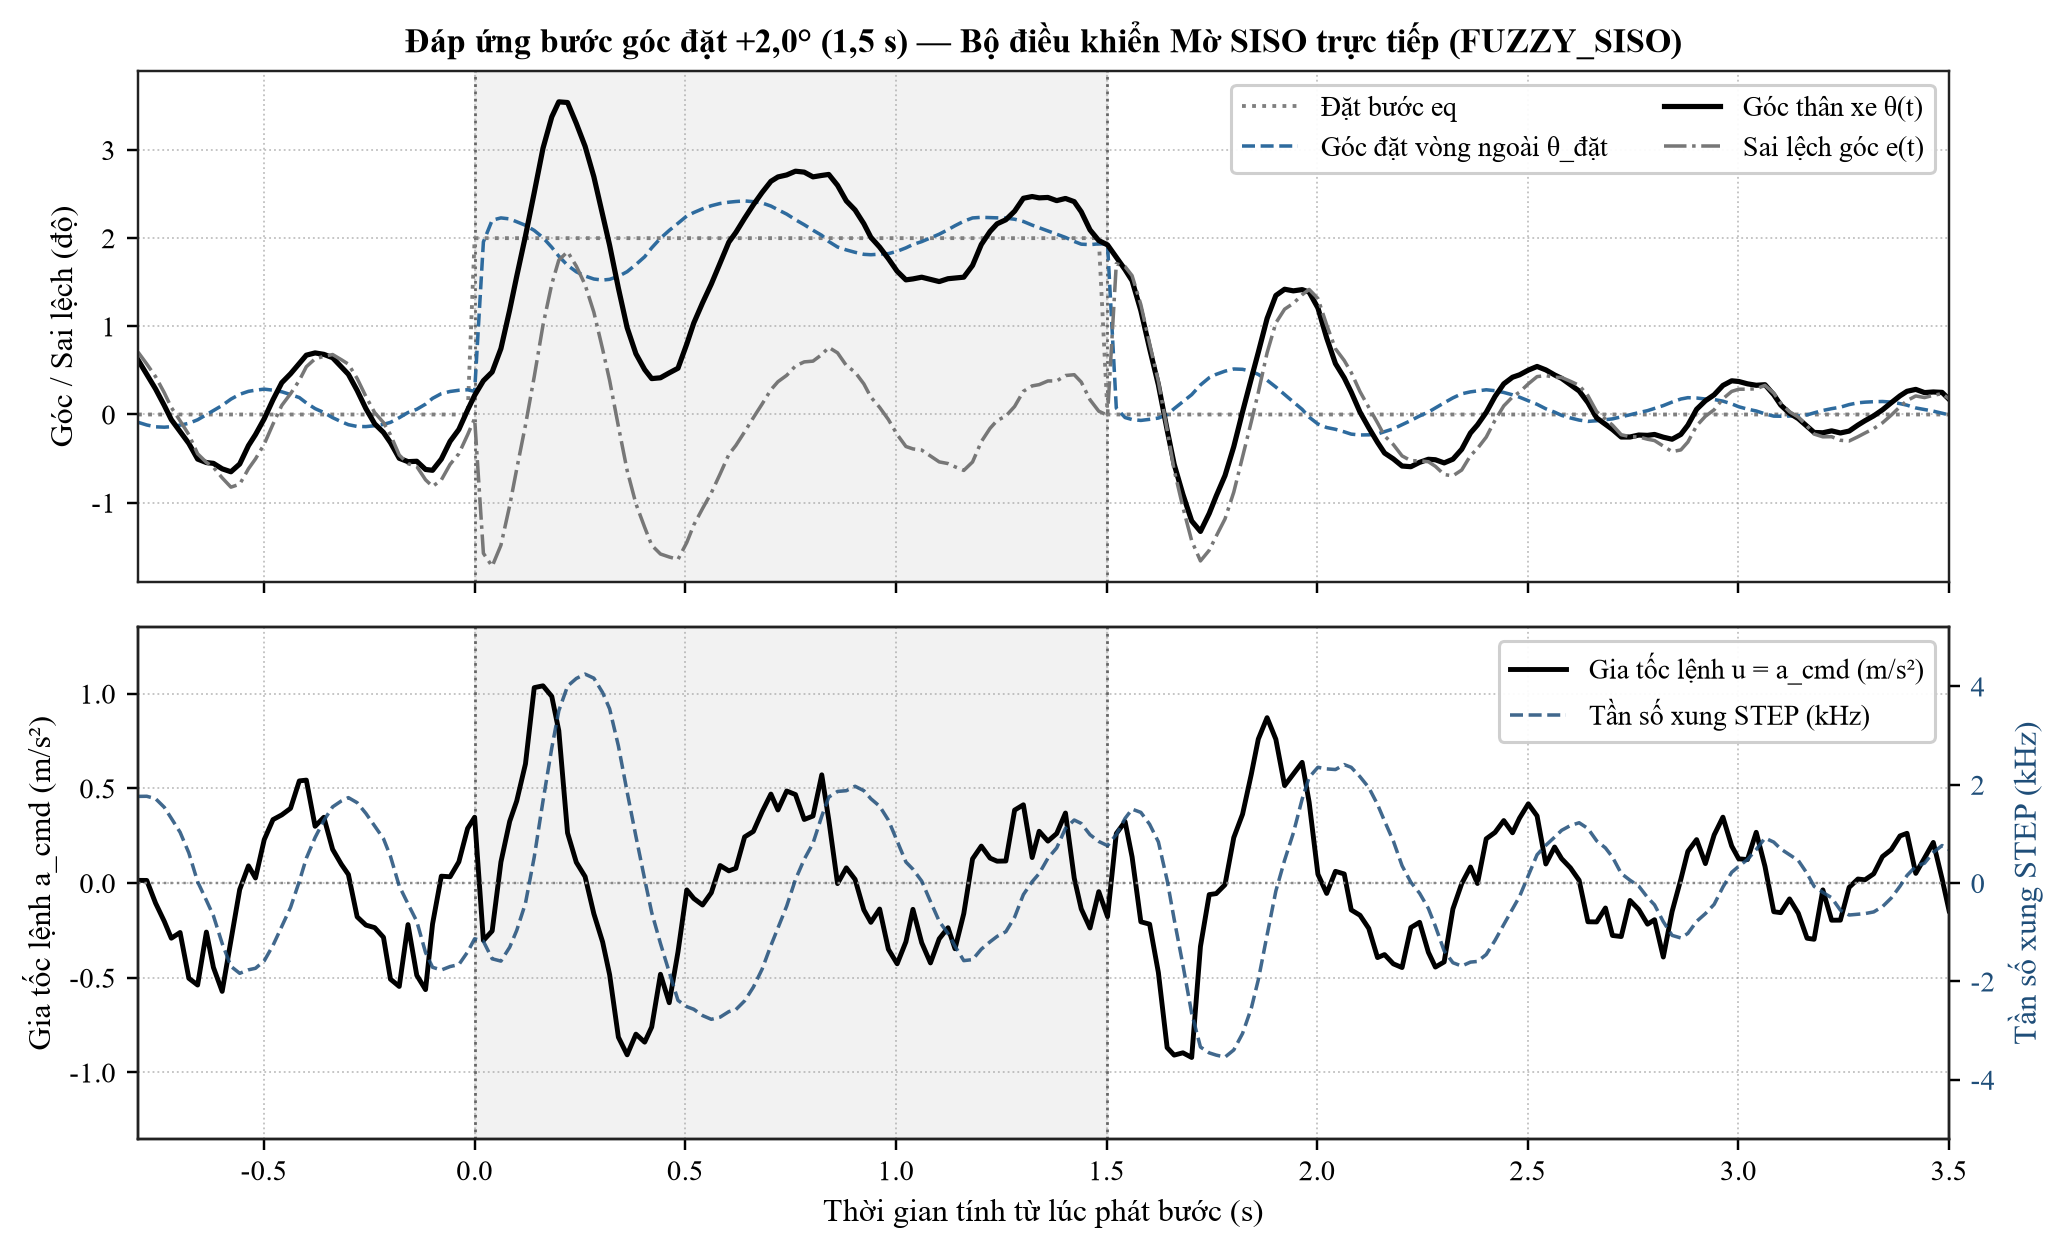 Đáp ứng bước góc đặt +2,0° (1,5 s) — Bộ điều khiển Mờ SISO trực tiếp (FUZZY_SISO)
Đặt bước eq
Góc đặt vòng ngoài θ_đặt
Góc thân xe θ(t)
Sai lệch góc e(t)
Góc / Sai lệch (độ)
3
2
1
0
-1
Gia tốc lệnh u = a_cmd (m/s²)
Tần số xung STEP (kHz)
Gia tốc lệnh a_cmd (m/s²)
1.0
0.5
0.0
-0.5
-1.0
4
2
0
-2
-4
Tần số xung STEP (kHz)
-0.5 0.0 0.5 1.0 1.5 2.0 2.5 3.0 3.5
Thời gian tính từ lúc phát bước (s)